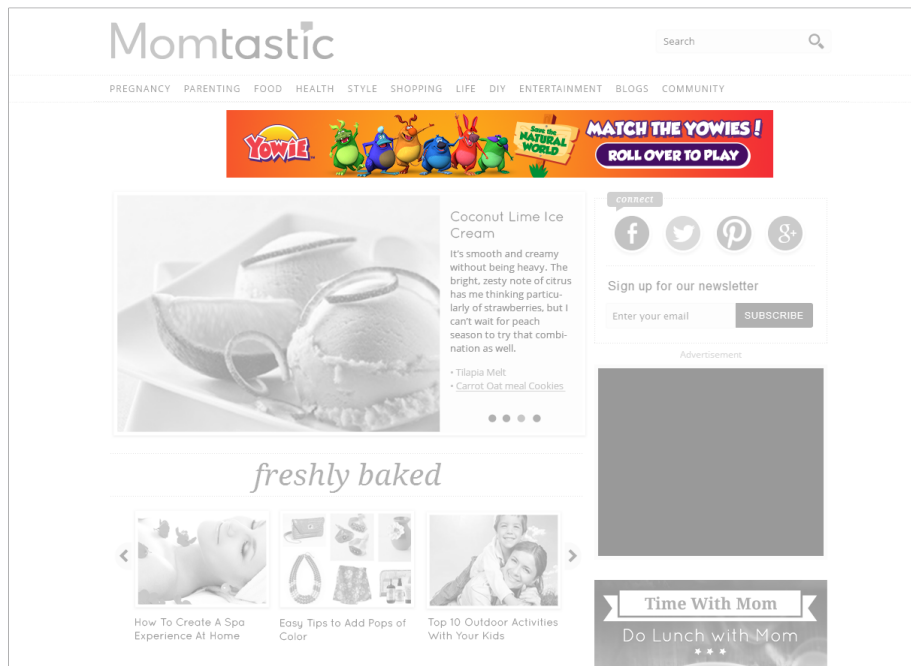 Momtastic
Search
PREGNANCY PARENTING FOOD HEALTH STYLE SHOPPING LIFE DIY ENTERTAINMENT BLOGS COMMUNITY
YOWIE
Save the
NATURAL
WORLD
MATCH THE YOWIES!
ROLL OVER TO PLAY
Coconut Lime Ice
Cream
It's smooth and creamy
without being heavy. The
bright, zesty note of citrus
has me thinking particu-
larly of strawberries, but I
can't wait for peach
season to try that combi-
nation as well.
• Tilapia Melt
• Carrot Oat meal Cookies
connect
f
g+
Sign up for our newsletter
Enter your email
SUBSCRIBE
Advertisement
freshly baked
How To Create A Spa
Experience At Home
Easy Tips to Add Pops of
Color
Top 10 Outdoor Activities
With Your Kids
Time With Mom
Do Lunch with Mom